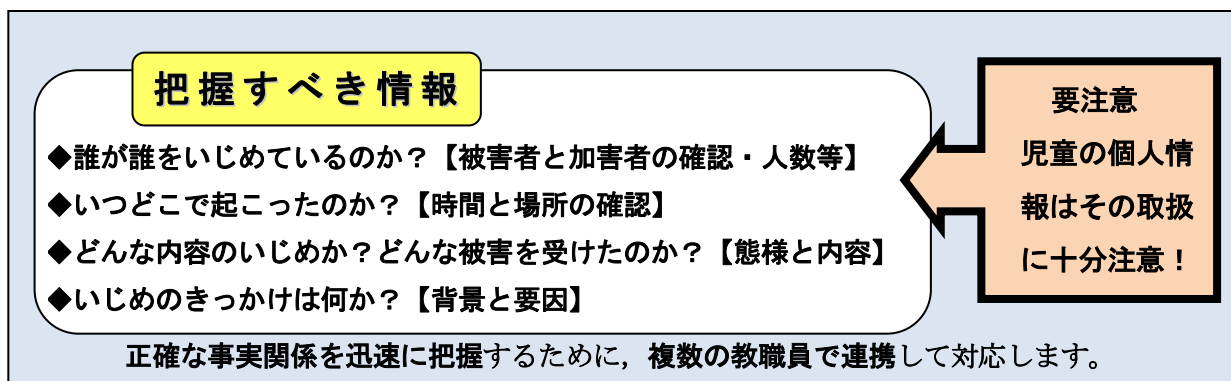 把握すべき情報
◆誰が誰をいじめているのか？【被害者と加害者の確認・人数等】
◆いつどこで起こったのか？【時間と場所の確認】
◆どんな内容のいじめか？どんな被害を受けたのか？【態様と内容】
◆いじめのきっかけは何か？【背景と要因】
要注意
児童の個人情
報はその取扱
に十分注意！
正確な事実関係を迅速に把握するために，複数の教職員で連携して対応します。